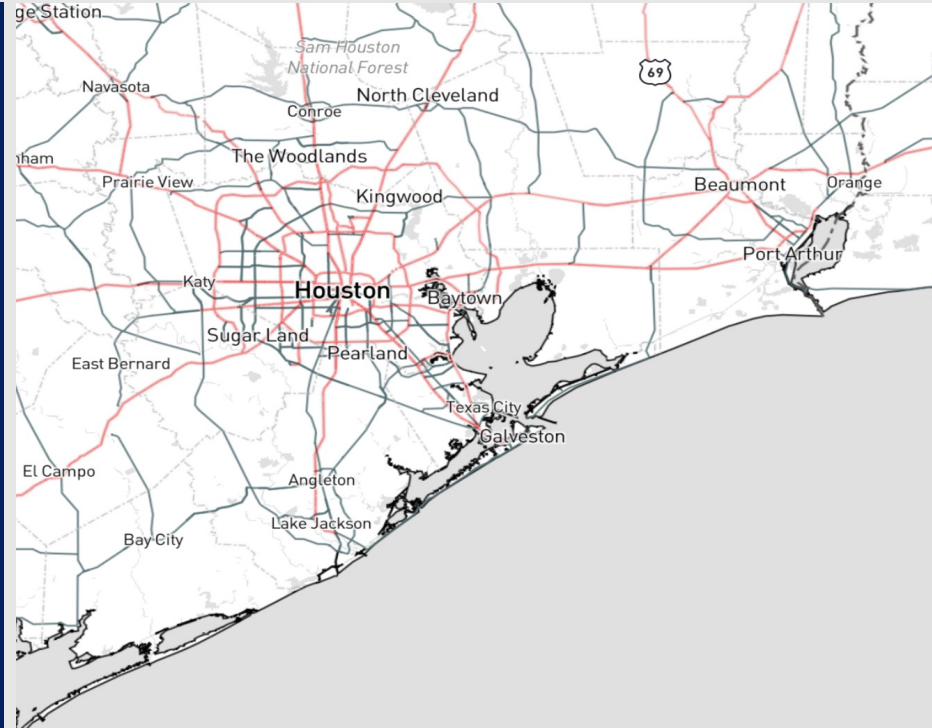 ge Station
Sam Houston
National Forest
69
Navasota
North Cleveland
Conroe
nham
The Woodlands
Prairie View
Kingwood
Beaumont
Orange
Port Arthur
Katy
Houston
Baytown
Sugar Land
Pearland
East Bernard
Texas City
Galveston
El Campo
Angleton
Lake Jackson
Bay City